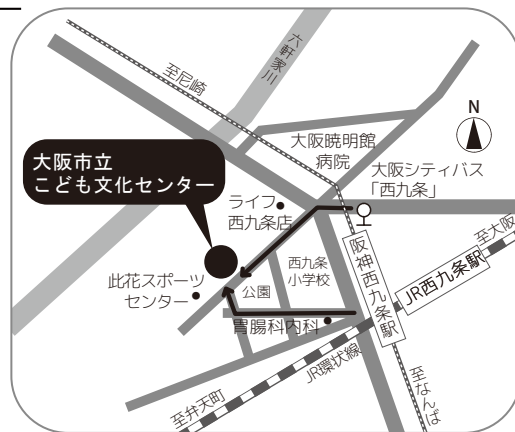 六軒家川
至尼崎
N
大阪暁明館
病院
大阪シティバス
「西九条」
大阪市立
こども文化センター
ライフ
西九条店
至大阪
阪神西九条駅
JR西九条駅
西九条
小学校
此花スポーツ
センター
公園
胃腸科内科
JR環状線
至なんば
至弁天町